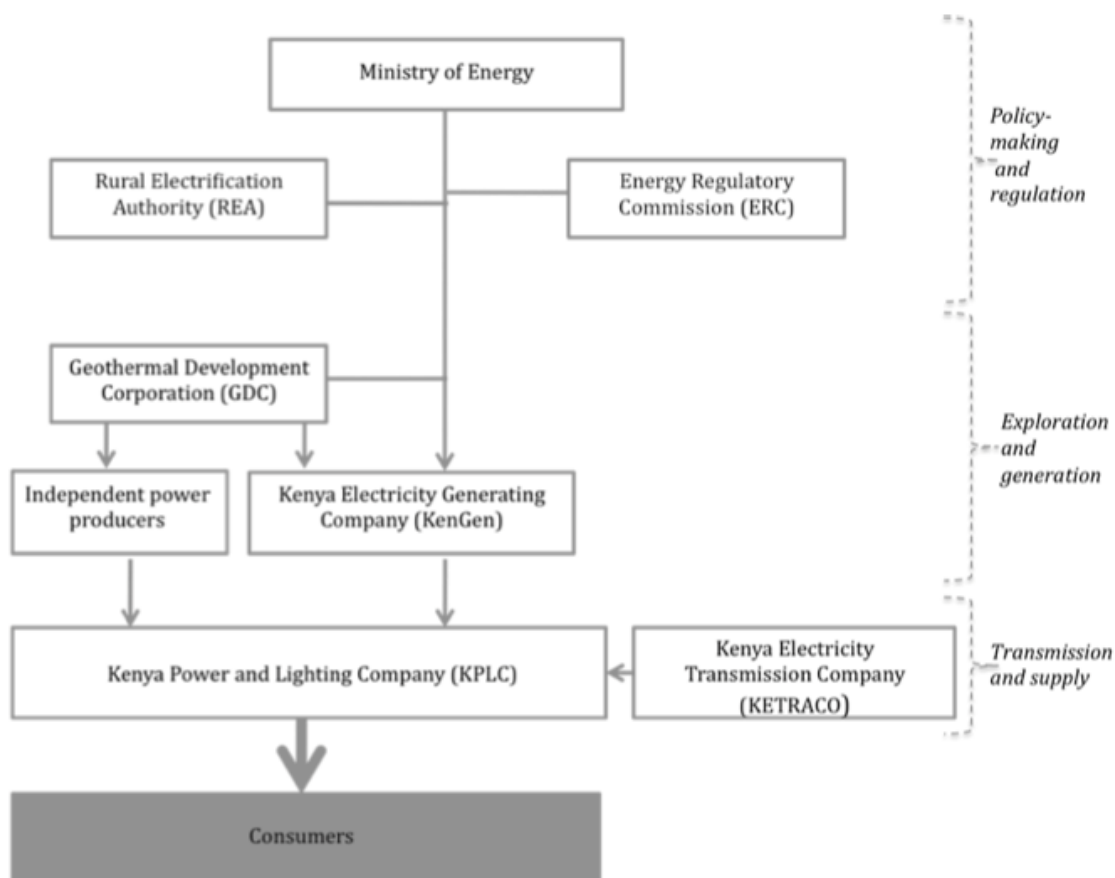 Ministry of Energy
Policy-
making
and
regulation
Rural Electrification
Authority (REA)
Energy Regulatory
Commission (ERC)
Geothermal Development
Corporation (GDC)
Exploration
and
generation
Independent power
producers
Kenya Electricity Generating
Company (KenGen)
Kenya Power and Lighting Company (KPLC)
Kenya Electricity
Transmission Company
(KETRACO)
Transmission
and supply
Consumers